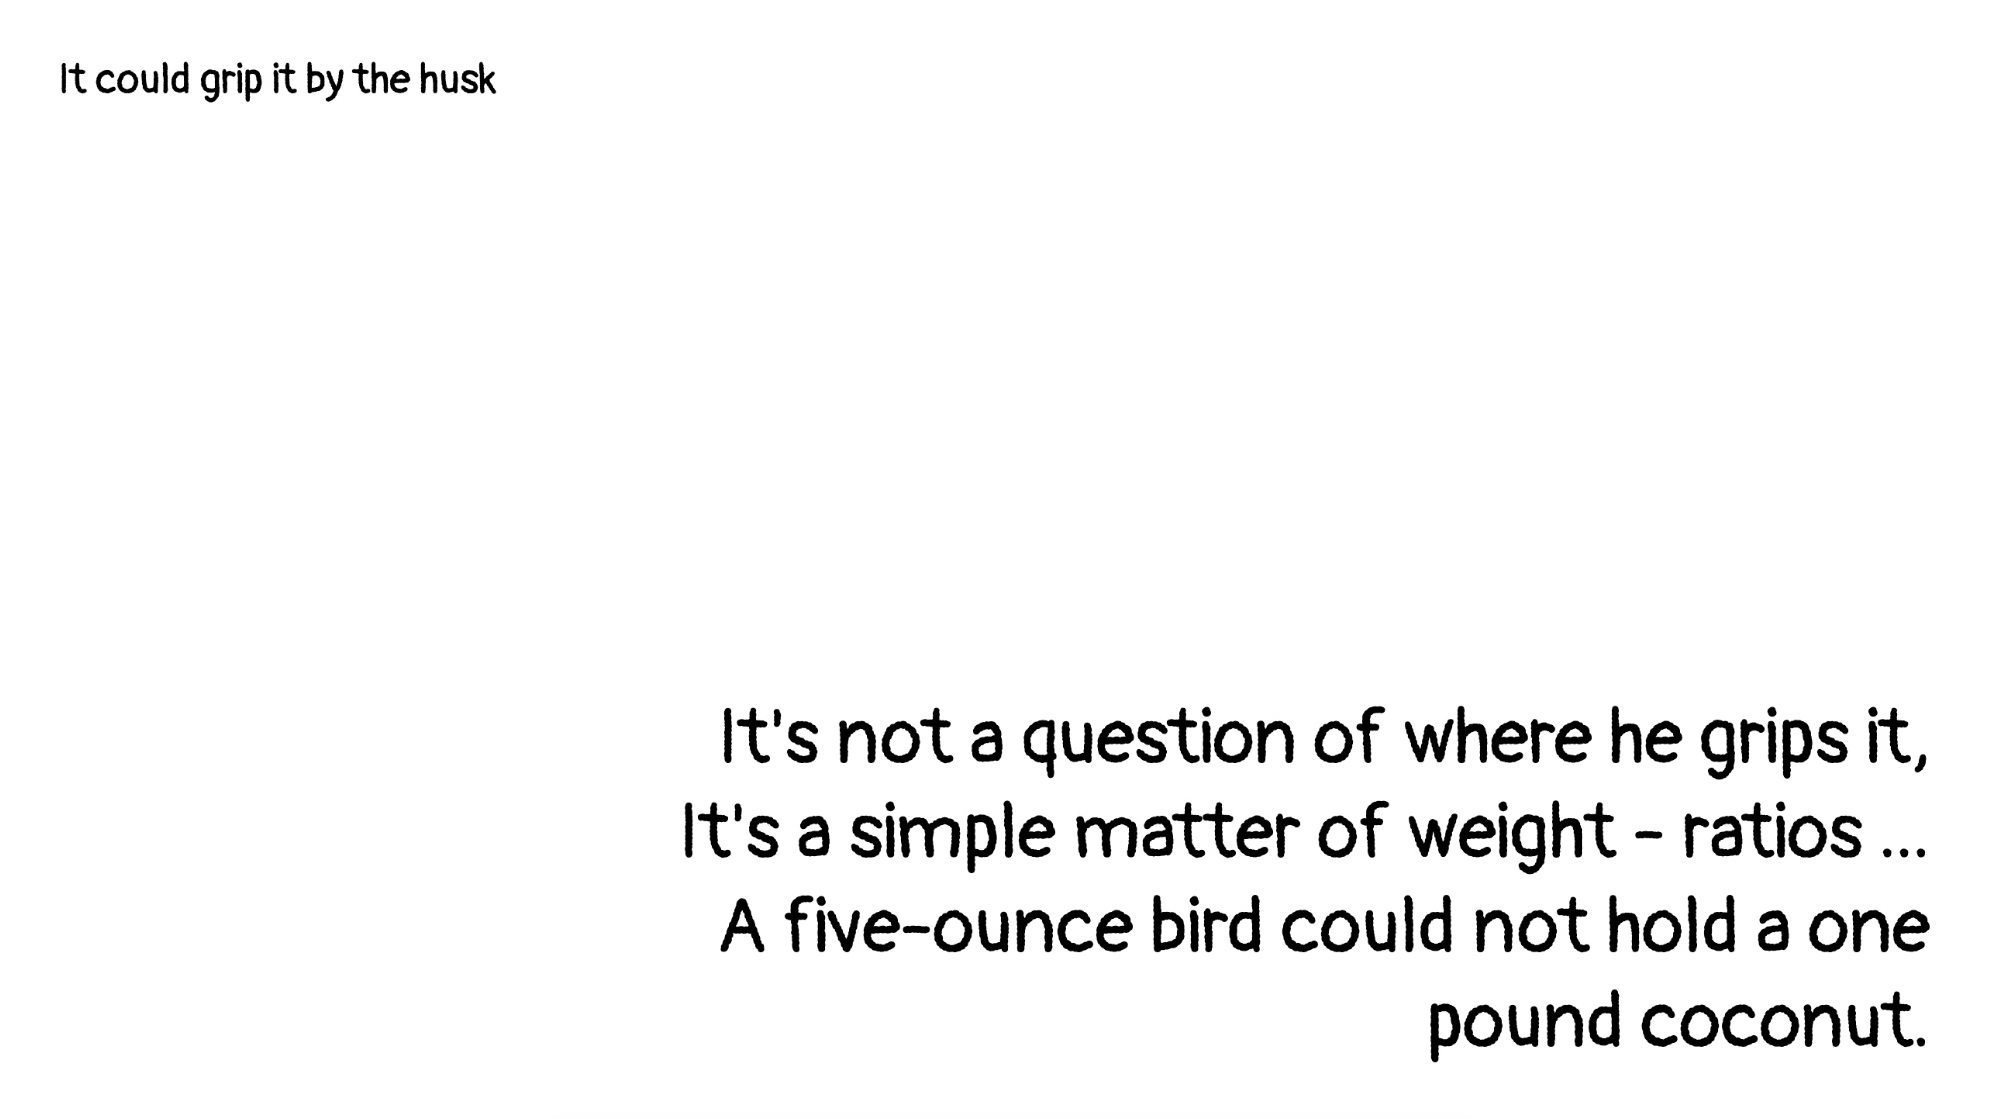 It could grip it by the husk
It's not a question of where he grips it,
It's a simple matter of weight - ratios ...
A five-ounce bird could not hold a one
pound coconut.